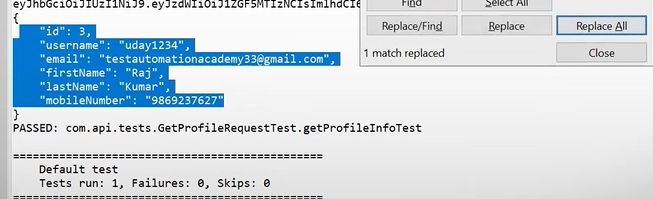 eyJhbGciOiJIUzI1NiJ9.eyJzdWIiOiJ1ZGF5MTIzNCIsImlhdCI6
Find
Select All
{
"id": 3,
Replace/Find
Replace
Replace All
"username": "uday1234",
"email": "testautomationacademy33@gmail.com",
1 match replaced
Close
"firstName": "Raj",
"lastName": "Kumar",
"mobileNumber": "9869237627"
}
PASSED: com.api.tests.GetProfileRequestTest.getProfileInfoTest
===============================================
Default test
Tests run: 1, Failures: 0, Skips: 0
===============================================